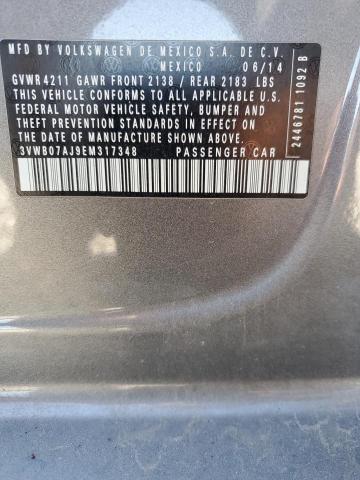 MFD. BY VOLKSWAGEN DE MEXICO S.A. DE C.V.
MEXICO 06/14
GVWR 4211 GAWR FRONT 2138 / REAR 2183 LBS
THIS VEHICLE CONFORMS TO ALL APPLICABLE U.S.
FEDERAL MOTOR VEHICLE SAFETY, BUMPER AND
THEFT PREVENTION STANDARDS IN EFFECT ON THE
DATE OF MANUFACTURE SHOWN ABOVE.
3VWB07AJ9EM317348 PASSENGER CAR
2446781 1092 B